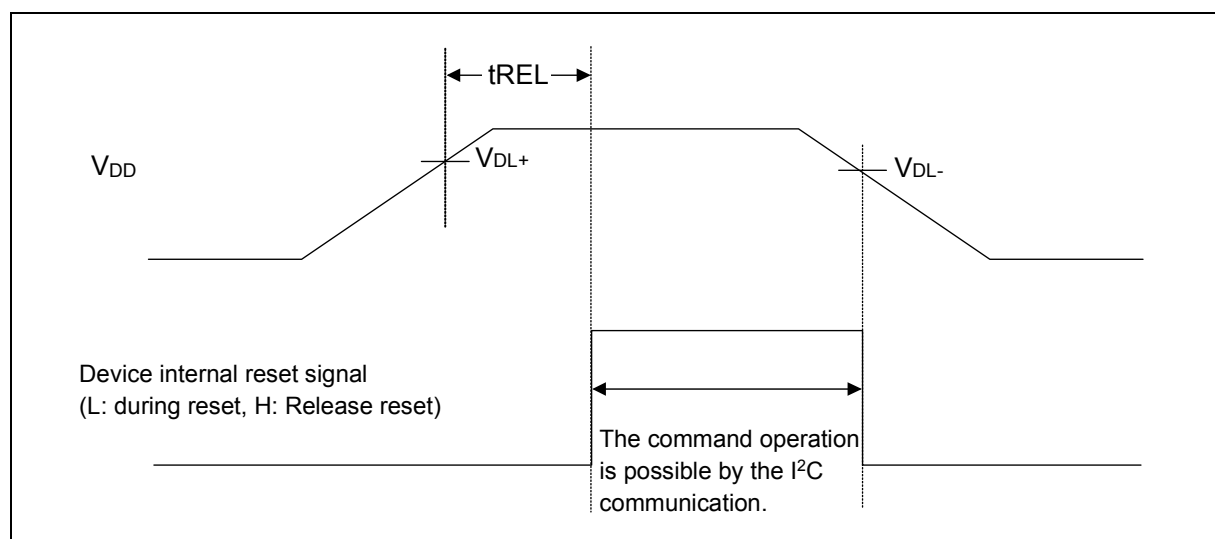 tREL
VDD
VDL+
VDL-
Device internal reset signal
(L: during reset, H: Release reset)
The command operation
is possible by the I²C
communication.